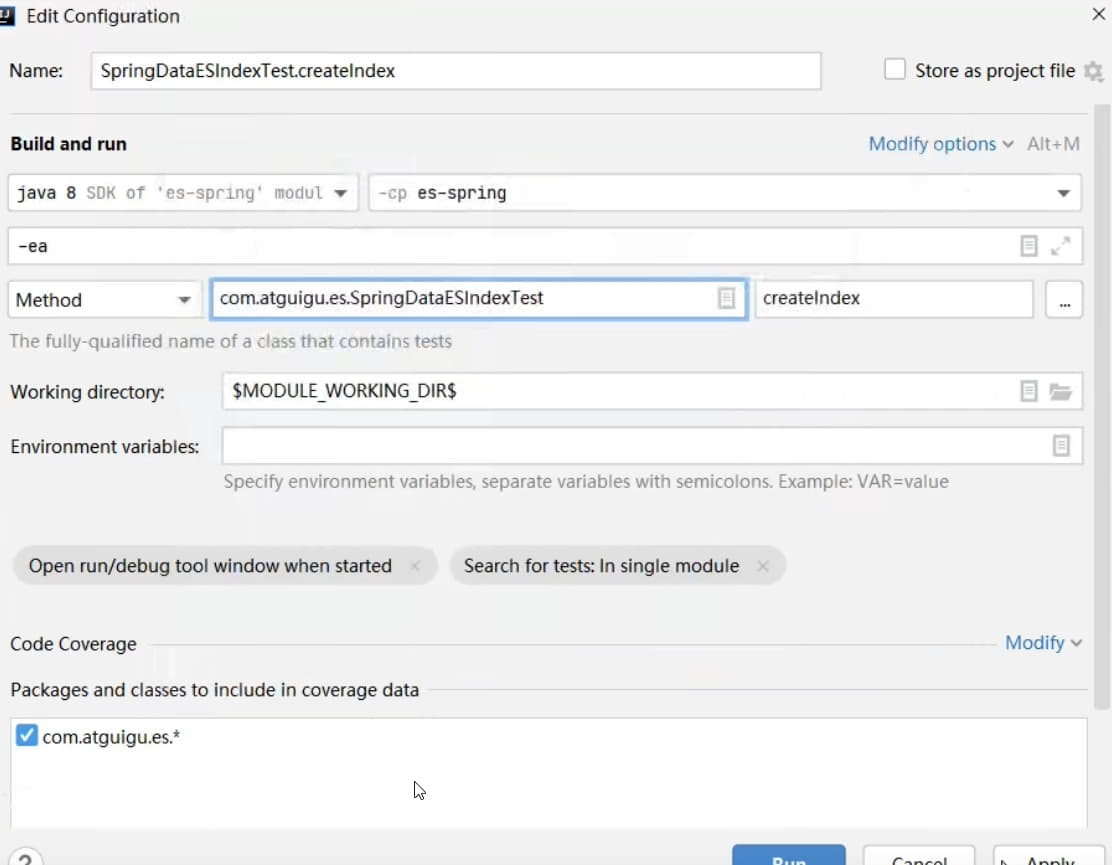 IJ Edit Configuration
Name: SpringDataESIndexTest.createIndex Store as project file
Build and run Modify options Alt+M
java 8 SDK of 'es-spring' modul -cp es-spring
-ea
Method com.atguigu.es.SpringDataESIndexTest createIndex ...
The fully-qualified name of a class that contains tests
Working directory: $MODULE_WORKING_DIR$
Environment variables:
Specify environment variables, separate variables with semicolons. Example: VAR=value
Open run/debug tool window when started Search for tests: In single module
Code Coverage Modify
Packages and classes to include in coverage data
com.atguigu.es.*
? Run Cancel Apply